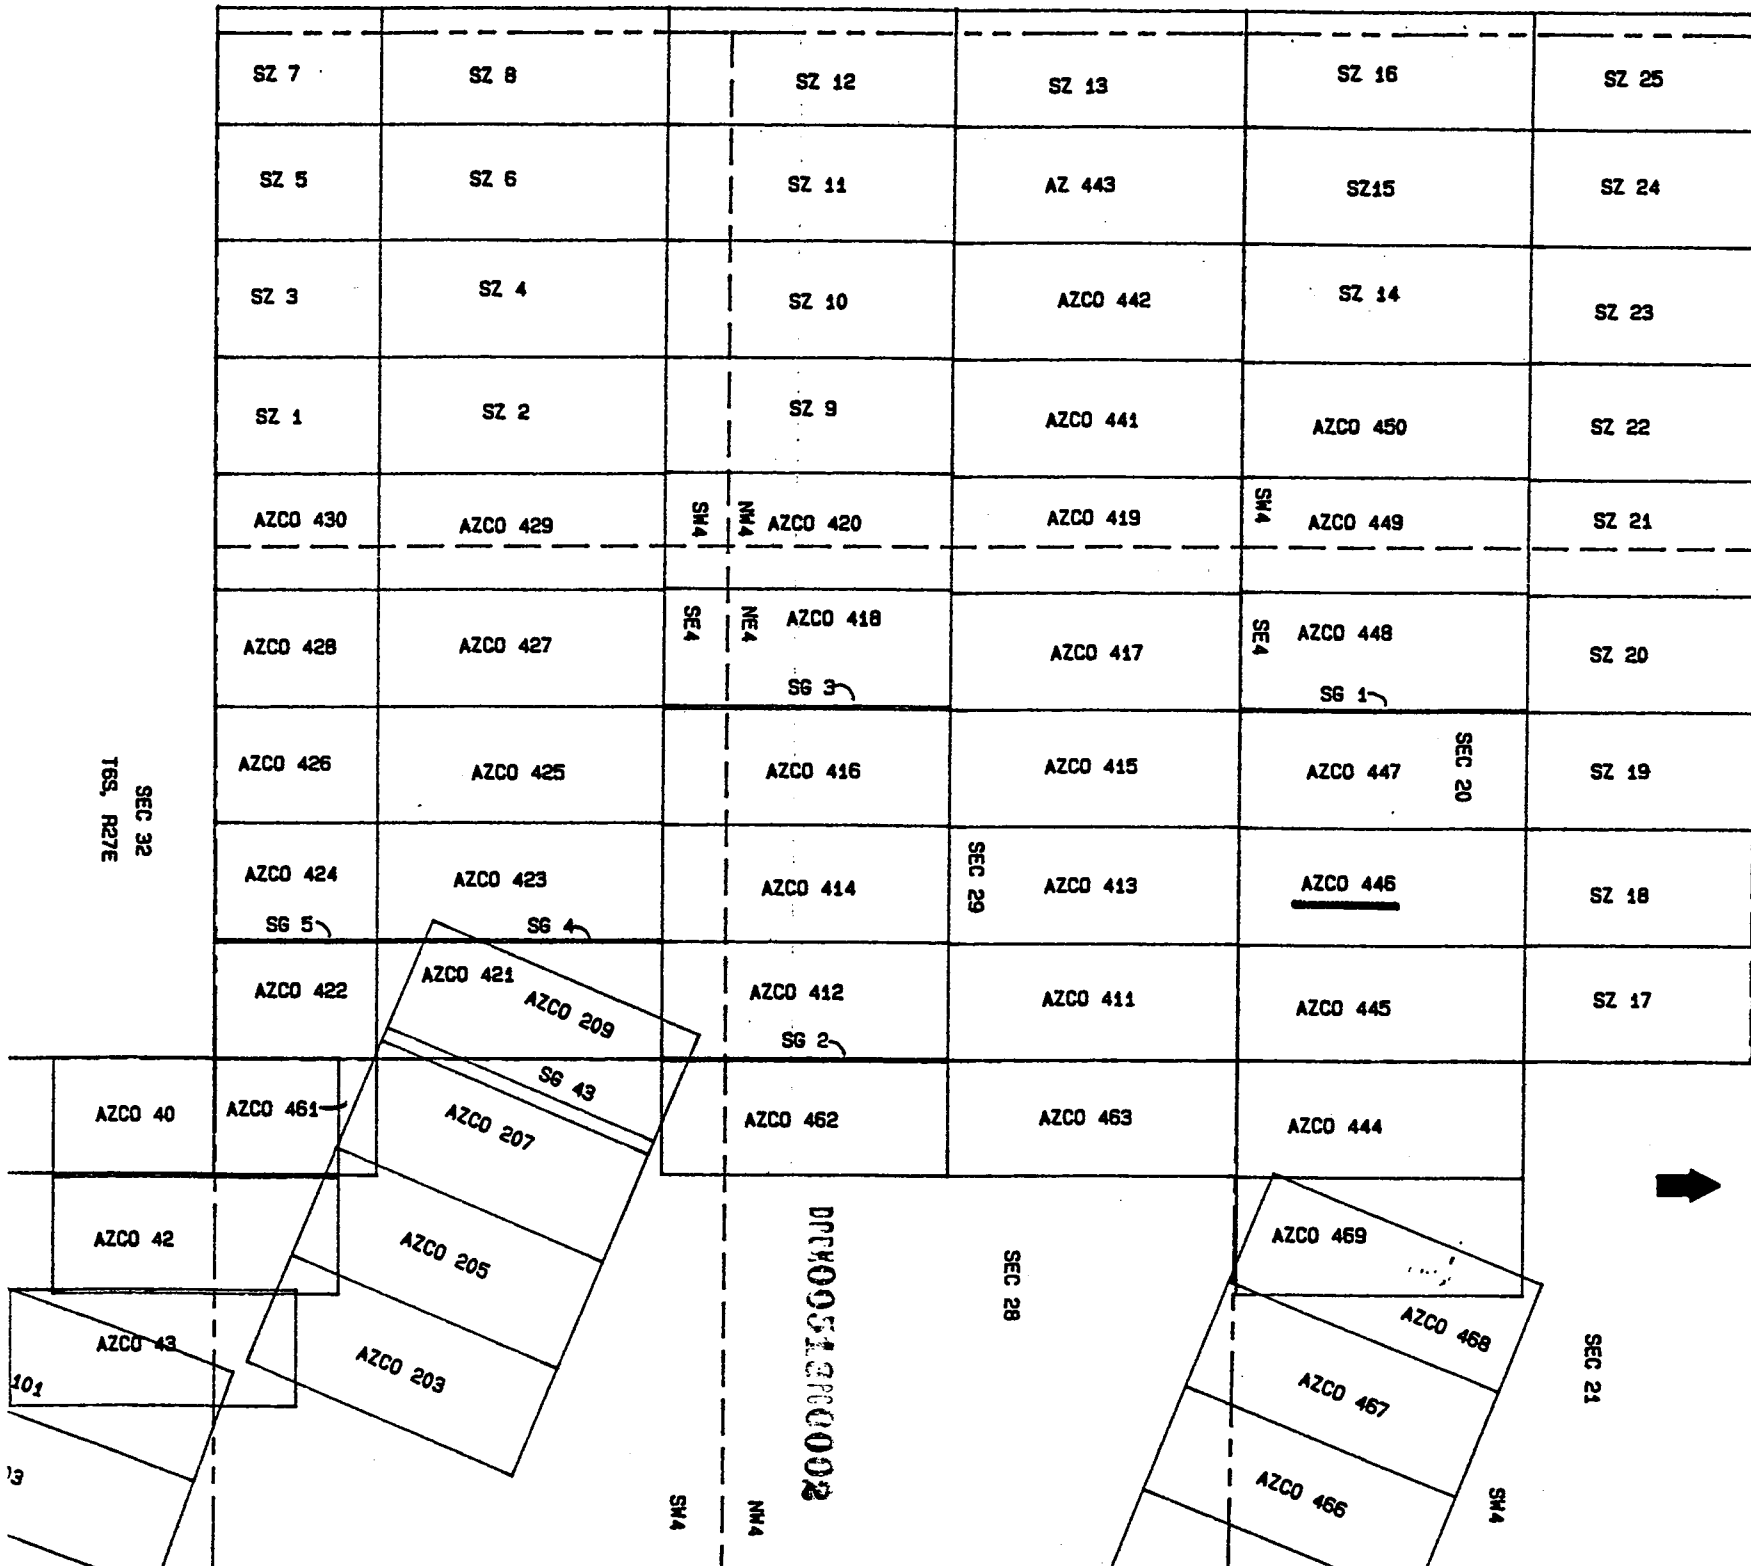 SZ 7
SZ 8
SZ 12
SZ 13
SZ 16
SZ 25
SZ 5
SZ 6
SZ 11
AZ 443
SZ15
SZ 24
SZ 3
SZ 4
SZ 10
AZCO 442
SZ 14
SZ 23
SZ 1
SZ 2
SZ 9
AZCO 441
AZCO 450
SZ 22
AZCO 430
AZCO 429
SW4
NW4
AZCO 420
AZCO 419
SW4
AZCO 449
SZ 21
AZCO 428
AZCO 427
SE4
NE4
AZCO 418
SG 3
AZCO 417
SE4
AZCO 448
SG 1
SZ 20
AZCO 426
AZCO 425
AZCO 416
AZCO 415
AZCO 447
SEC 20
SZ 19
SEC 32
T6S, R27E
AZCO 424
SG 5
AZCO 423
SG 4
AZCO 414
SEC 29
AZCO 413
AZCO 446
SZ 18
AZCO 422
AZCO 421
AZCO 209
AZCO 412
SG 2
AZCO 411
AZCO 445
SZ 17
AZCO 40
AZCO 461
SG 43
AZCO 207
AZCO 462
AZCO 463
AZCO 444
AZCO 42
AZCO 205
SEC 28
AZCO 469
AZCO 43
AZCO 203
AZCO 468
SEC 21
101
AZCO 467
AZCO 466
SW4
NW4
SW4